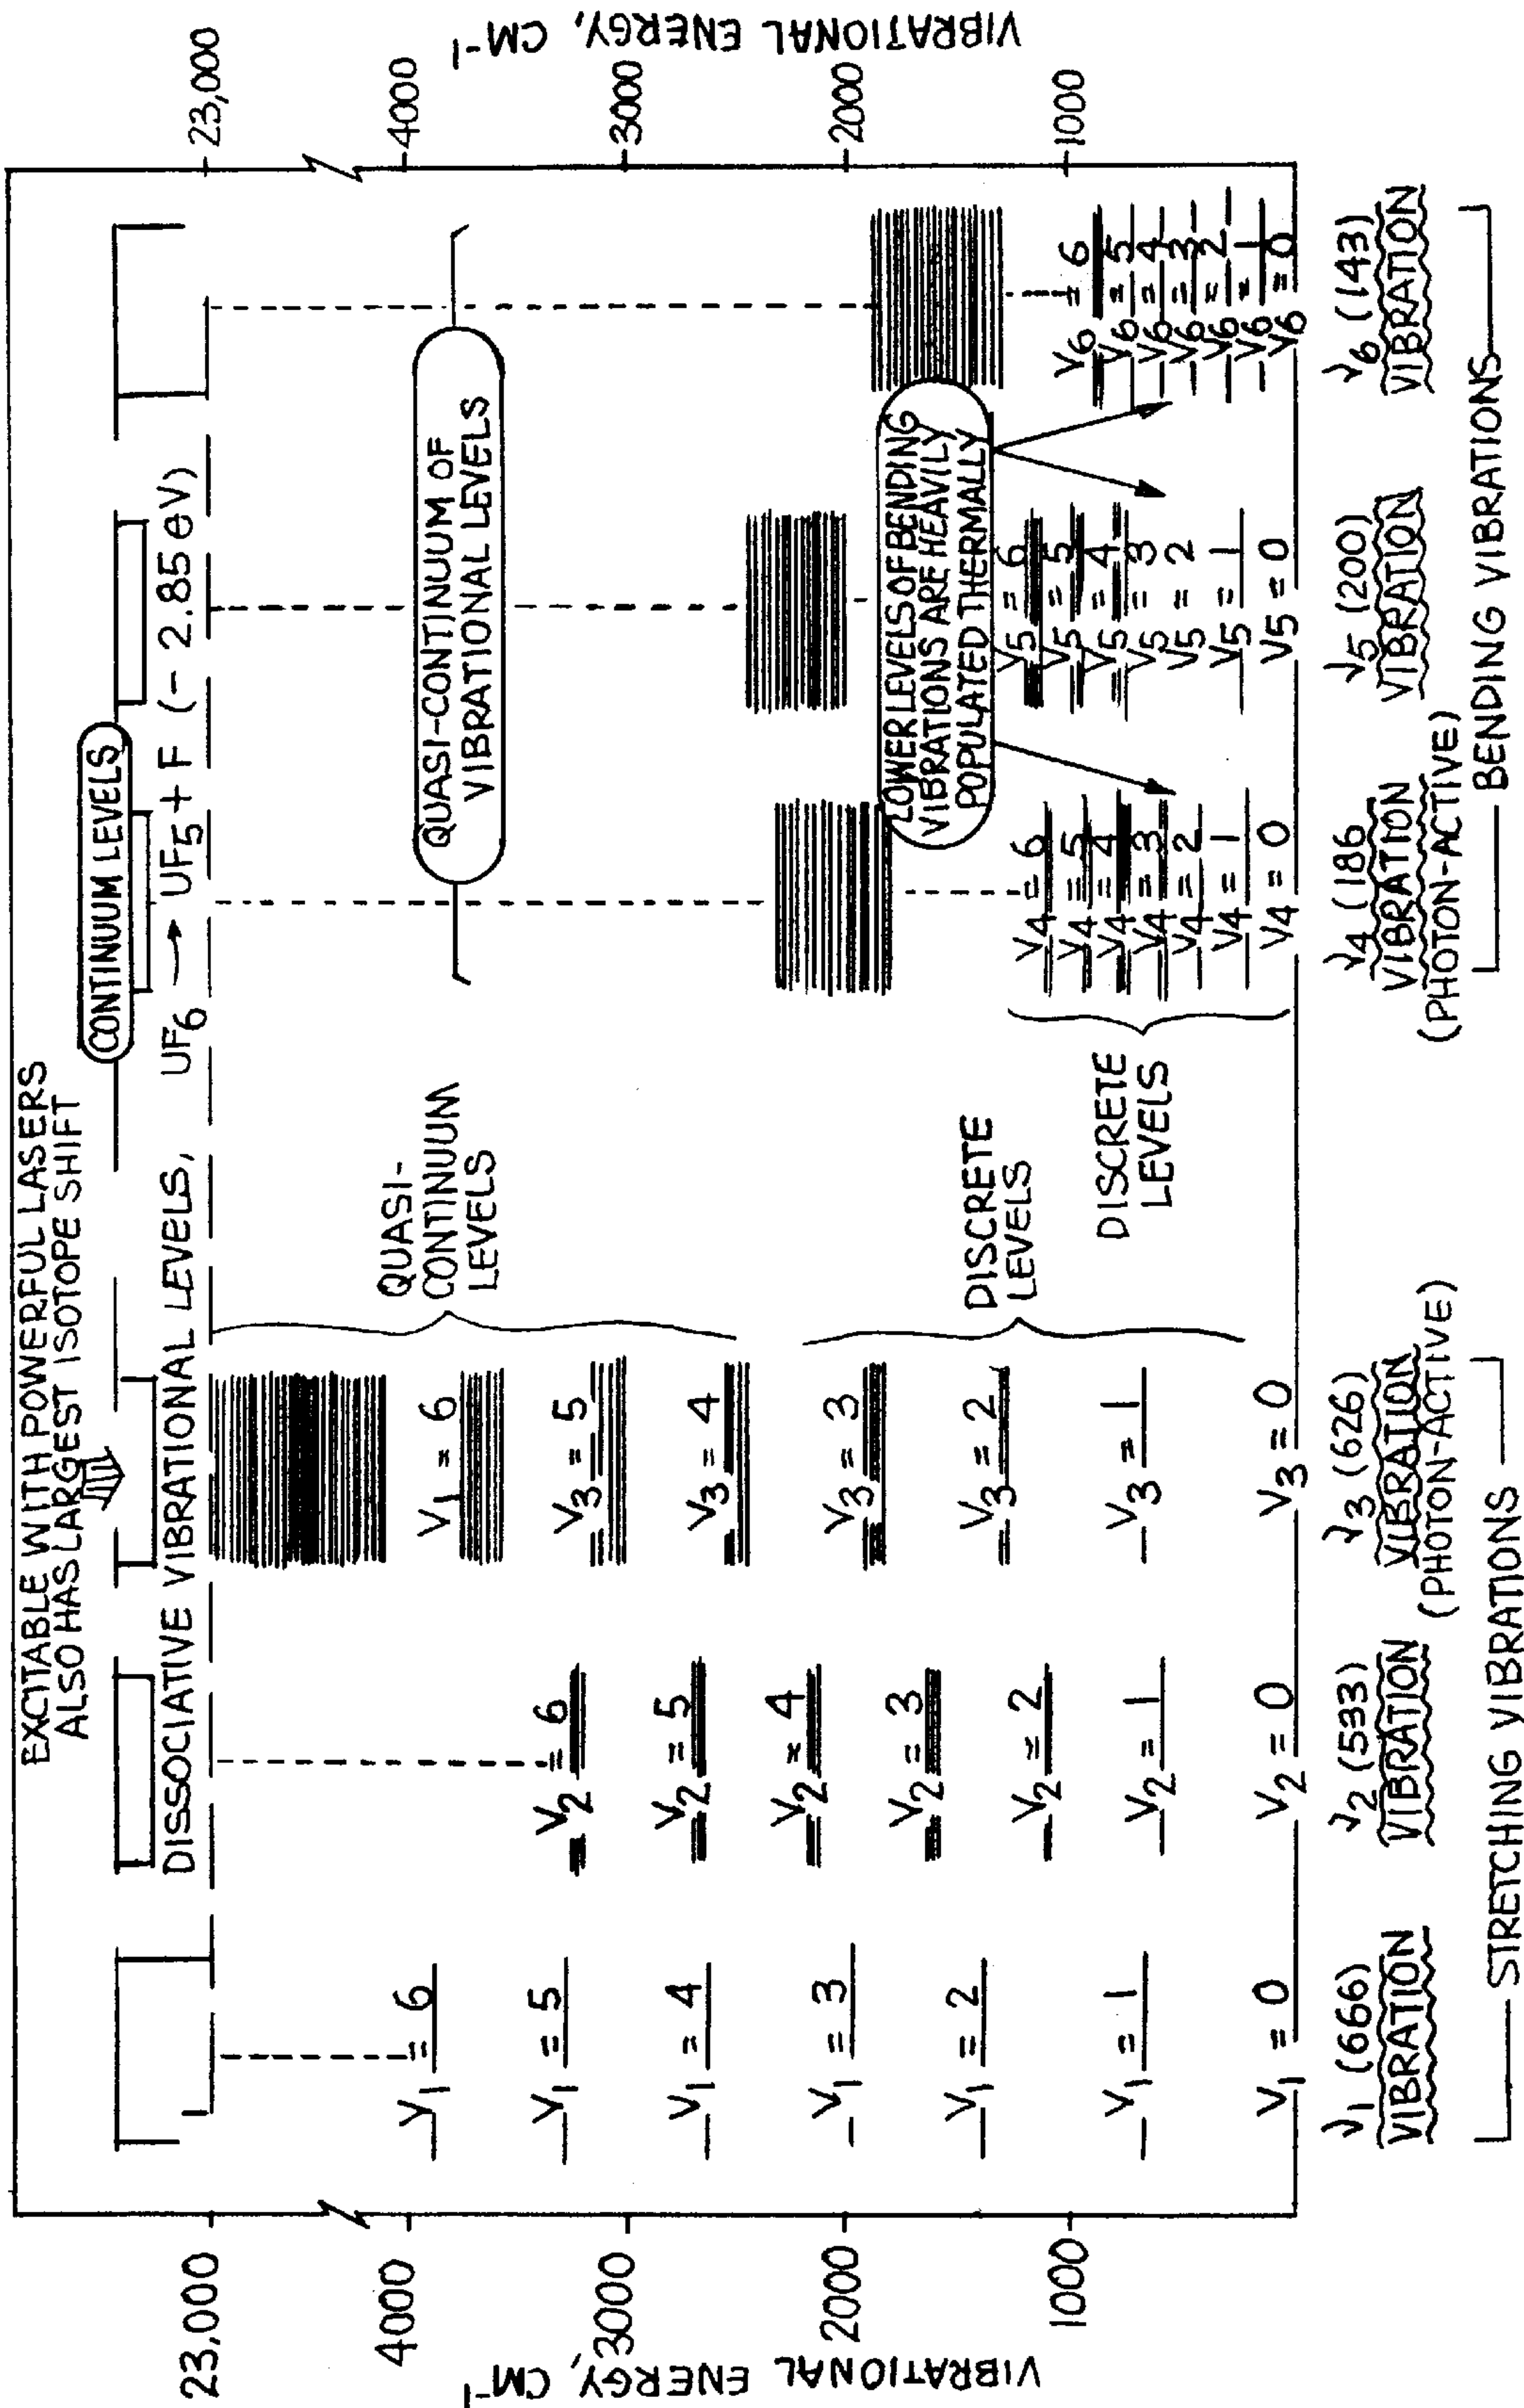 EXCITABLE WITH POWERFUL LASERS
ALSO HAS LARGEST ISOTOPE SHIFT
CONTINUUM LEVELS
DISSOCIATIVE VIBRATIONAL LEVELS, UF6 → UF5 + F (- 2.85 eV)
23,000
4000
3000
2000
1000
VIBRATIONAL ENERGY, CM-1
V1 = 6
V1 = 5
V1 = 4
V1 = 3
V1 = 2
V1 = 1
V1 = 0
V2 = 6
V2 = 5
V2 = 4
V2 = 3
V2 = 2
V2 = 1
V2 = 0
V1 = 6
V3 = 5
V3 = 4
V3 = 3
V3 = 2
V3 = 1
V3 = 0
QUASI-
CONTINUUM
LEVELS
DISCRETE
LEVELS
DISCRETE
LEVELS
QUASI-CONTINUUM OF
VIBRATIONAL LEVELS
LOWER LEVELS OF BENDING
VIBRATIONS ARE HEAVILY
POPULATED THERMALLY
V4 = 6
V4 = 5
V4 = 4
V4 = 3
V4 = 2
V4 = 1
V4 = 0
V5 = 6
V5 = 5
V5 = 4
V5 = 3
V5 = 2
V5 = 1
V5 = 0
V6 = 6
V6 = 5
V6 = 4
V6 = 3
V6 = 2
V6 = 1
V6 = 0
23,000
4000
3000
2000
1000
VIBRATIONAL ENERGY, CM-1
ν1 (666)
VIBRATION
ν2 (533)
VIBRATION
ν3 (626)
VIBRATION
(PHOTON-ACTIVE)
ν4 (186
VIBRATION
(PHOTON-ACTIVE)
ν5 (200)
VIBRATION
ν6 (143)
VIBRATION
STRETCHING VIBRATIONS
BENDING VIBRATIONS